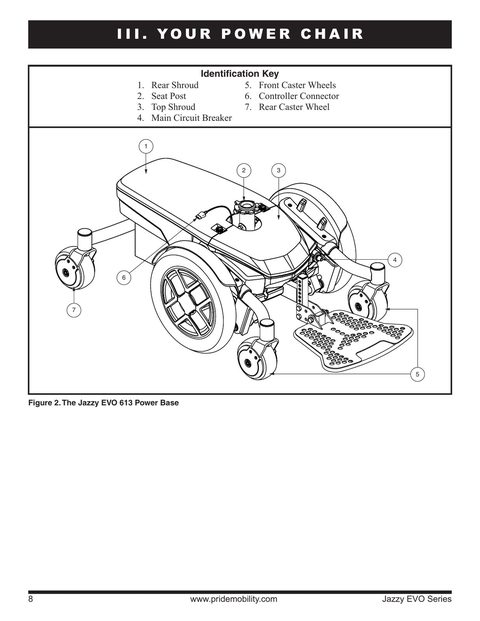 III. YOUR POWER CHAIR
Identification Key
1. Rear Shroud
2. Seat Post
3. Top Shroud
4. Main Circuit Breaker
5. Front Caster Wheels
6. Controller Connector
7. Rear Caster Wheel
1
2
3
4
6
7
5
Figure 2. The Jazzy EVO 613 Power Base
8 www.pridemobility.com Jazzy EVO Series